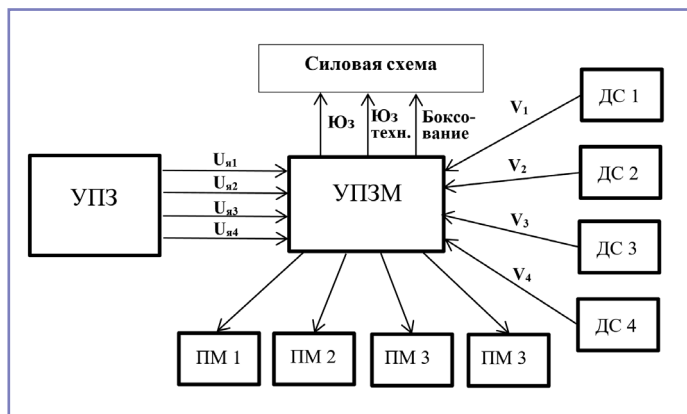 Силовая схема
Юз
Юз
техн.
Боксо-
вание
V₁
ДС 1
Uя1
Uя2
Uя3
Uя4
УПЗ
УПЗМ
V₂
ДС 2
V₃
ДС 3
V₄
ДС 4
ПМ 1
ПМ 2
ПМ 3
ПМ 3